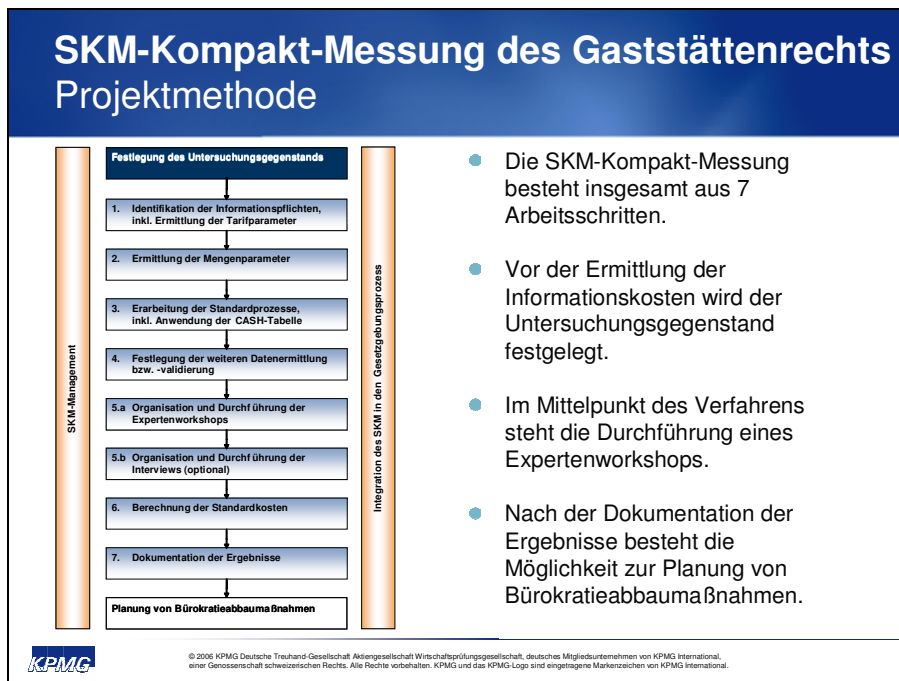 SKM-Kompakt-Messung des Gaststättenrechts
Projektmethode
SKM-Management
Festlegung des Untersuchungsgegenstands
1. Identifikation der Informationspflichten,
inkl. Ermittlung der Tarifparameter
2. Ermittlung der Mengenparameter
3. Erarbeitung der Standardprozesse,
inkl. Anwendung der CASH-Tabelle
4. Festlegung der weiteren Datenermittlung
bzw. -validierung
5.a Organisation und Durchführung der
Expertenworkshops
5.b Organisation und Durchführung der
Interviews (optional)
6. Berechnung der Standardkosten
7. Dokumentation der Ergebnisse
Planung von Bürokratieabbaumaßnahmen
Integration des SKM in den Gesetzgebungsprozess
Die SKM-Kompakt-Messung
besteht insgesamt aus 7
Arbeitsschritten.
Vor der Ermittlung der
Informationskosten wird der
Untersuchungsgegenstand
festgelegt.
Im Mittelpunkt des Verfahrens
steht die Durchführung eines
Expertenworkshops.
Nach der Dokumentation der
Ergebnisse besteht die
Möglichkeit zur Planung von
Bürokratieabbaumaßnahmen.
KPMG
© 2006 KPMG Deutsche Treuhand-Gesellschaft Aktiengesellschaft Wirtschaftsprüfungsgesellschaft, deutsches Mitgliedsunternehmen von KPMG International,
einer Genossenschaft schweizerischen Rechts. Alle Rechte vorbehalten. KPMG und das KPMG-Logo sind eingetragene Markenzeichen von KPMG International.